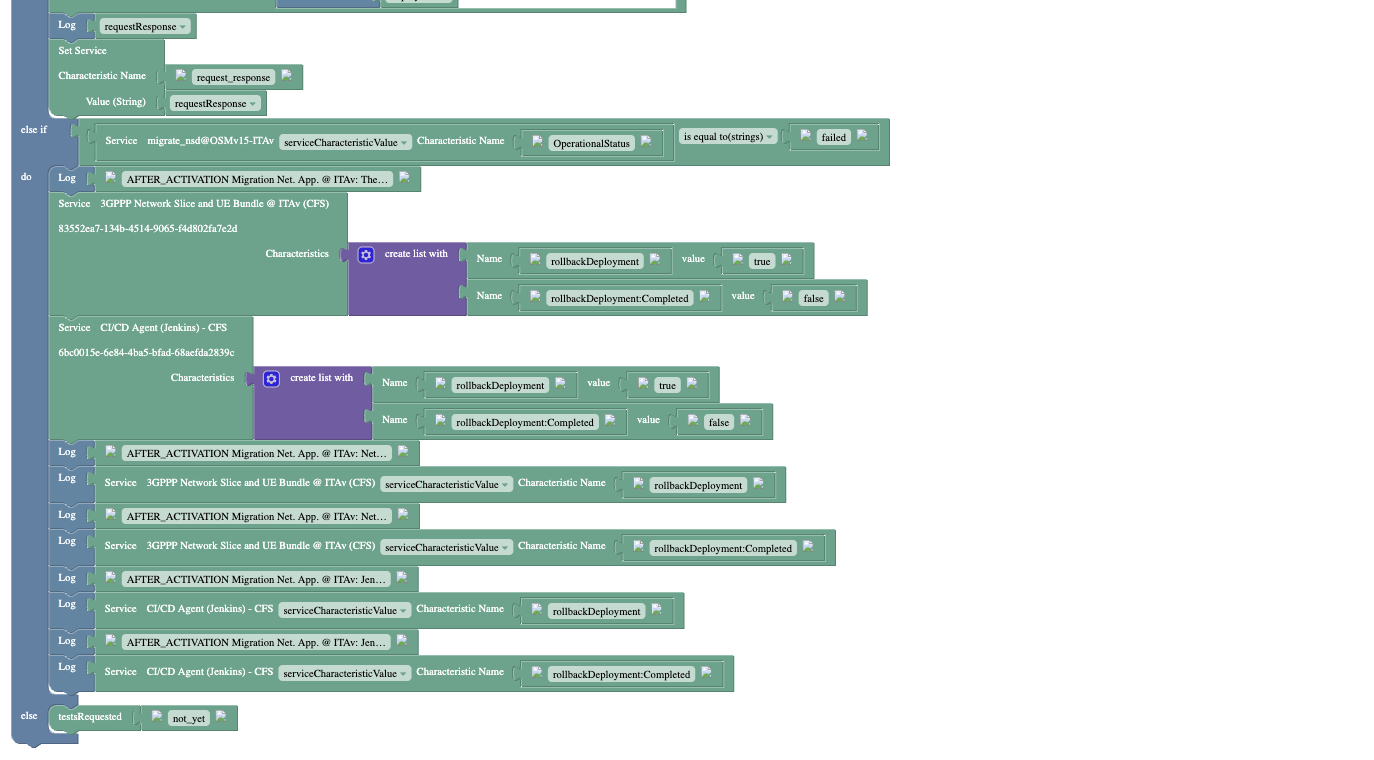 Log requestResponse
Set Service
Characteristic Name request_response
Value (String) requestResponse
else if Service migrate_nsd@OSMv15-ITAv serviceCharacteristicValue Characteristic Name OperationalStatus is equal to(strings) failed
do Log AFTER_ACTIVATION Migration Net. App. @ ITAv: The…
Service 3GPPP Network Slice and UE Bundle @ ITAv (CFS)
83552ea7-134b-4514-9065-f4d802fa7e2d
Characteristics create list with Name rollbackDeployment value true
Name rollbackDeployment:Completed value false
Service CI/CD Agent (Jenkins) - CFS
6bc0015e-6e84-4ba5-bfad-68aefda2839c
Characteristics create list with Name rollbackDeployment value true
Name rollbackDeployment:Completed value false
Log AFTER_ACTIVATION Migration Net. App. @ ITAv: Net…
Log Service 3GPPP Network Slice and UE Bundle @ ITAv (CFS) serviceCharacteristicValue Characteristic Name rollbackDeployment
Log AFTER_ACTIVATION Migration Net. App. @ ITAv: Net…
Log Service 3GPPP Network Slice and UE Bundle @ ITAv (CFS) serviceCharacteristicValue Characteristic Name rollbackDeployment:Completed
Log AFTER_ACTIVATION Migration Net. App. @ ITAv: Jen…
Log Service CI/CD Agent (Jenkins) - CFS serviceCharacteristicValue Characteristic Name rollbackDeployment
Log AFTER_ACTIVATION Migration Net. App. @ ITAv: Jen…
Log Service CI/CD Agent (Jenkins) - CFS serviceCharacteristicValue Characteristic Name rollbackDeployment:Completed
else testsRequested not_yet